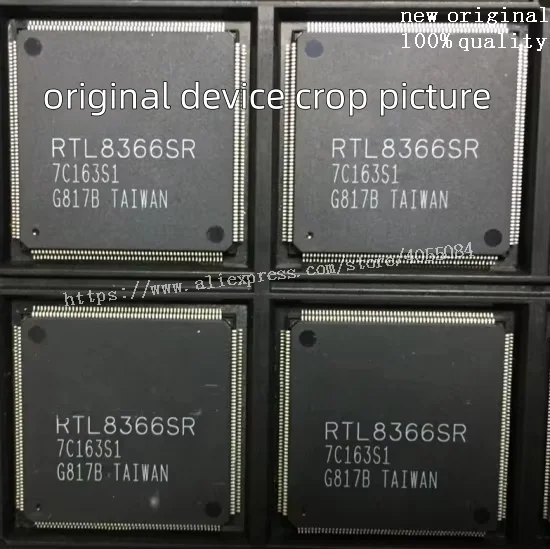 new original
100% quality
original device crop picture
RTL8366SR
7C163S1
G817B TAIWAN
RTL8366SR
7C163S1
G817B TAIWAN
https://www.aliexpress.com/store/4055084
RTL8366SR
7C163S1
G817B TAIWAN
RTL8366SR
7C163S1
G817B TAIWAN